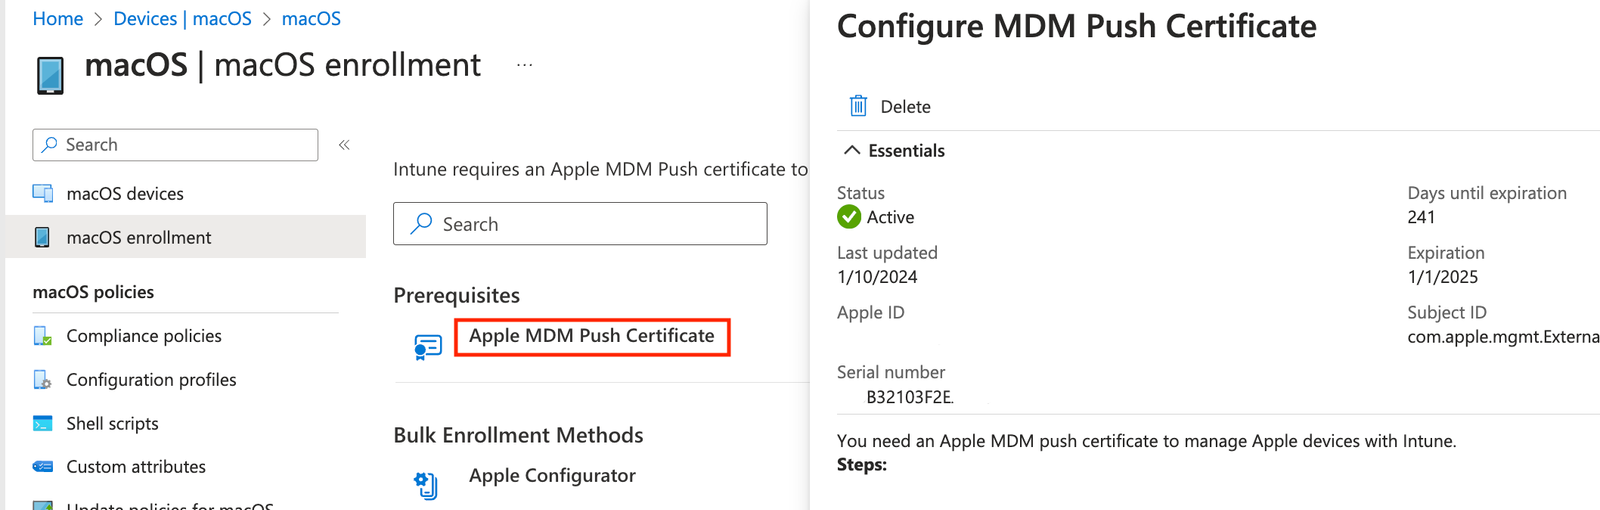 Home > Devices | macOS > macOS
macOS | macOS enrollment ...
Search «
macOS devices
macOS enrollment
macOS policies
Compliance policies
Configuration profiles
Shell scripts
Custom attributes
Update policies for macOS
Intune requires an Apple MDM Push certificate to
Search
Prerequisites
Apple MDM Push Certificate
Bulk Enrollment Methods
Apple Configurator
Configure MDM Push Certificate
Delete
Essentials
Status
Active
Days until expiration
241
Last updated
1/10/2024
Expiration
1/1/2025
Apple ID
Subject ID
com.apple.mgmt.Externa
Serial number
B32103F2E.
You need an Apple MDM push certificate to manage Apple devices with Intune.
Steps: